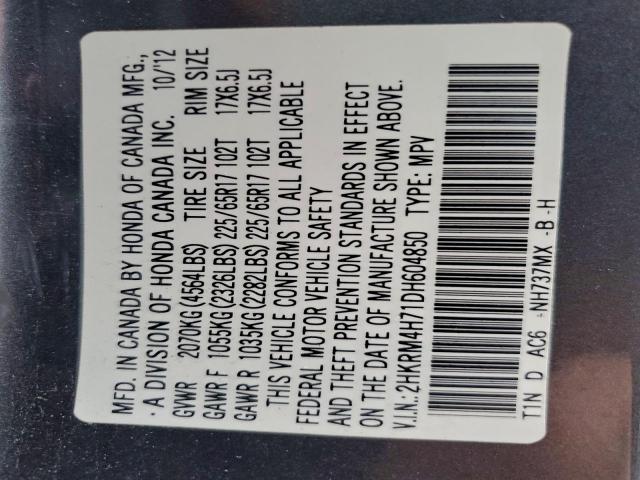 MFD. IN CANADA BY HONDA OF CANADA MFG.,
A DIVISION OF HONDA CANADA INC. 10/'12
GVWR 2070KG (4564LBS) TIRE SIZE RIM SIZE
GAWR F 1055KG (2326LBS) 225/65R17 102T 17X6.5J
GAWR R 1035KG (2282LBS) 225/65R17 102T 17X6.5J
THIS VEHICLE CONFORMS TO ALL APPLICABLE
FEDERAL MOTOR VEHICLE SAFETY
AND THEFT PREVENTION STANDARDS IN EFFECT
ON THE DATE OF MANUFACTURE SHOWN ABOVE.
V.I.N.: 2HKRM4H71DH604850 TYPE: MPV
T1N D AC6 NH737MX -B -H